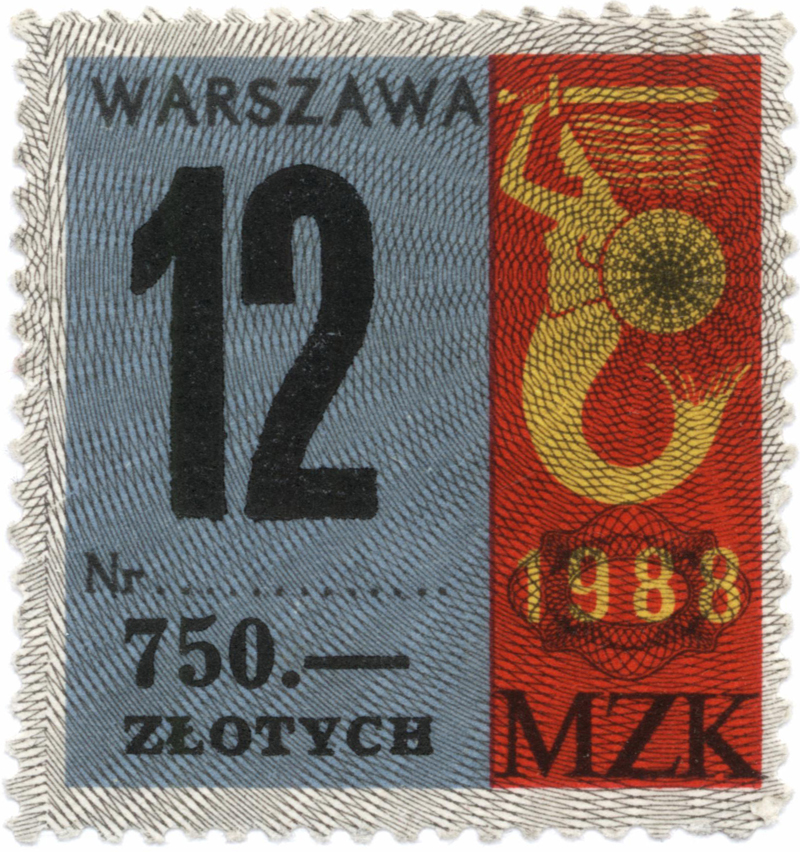 WARSZAWA
12
Nr..................
750.—
ZŁOTYCH
1988
MZK